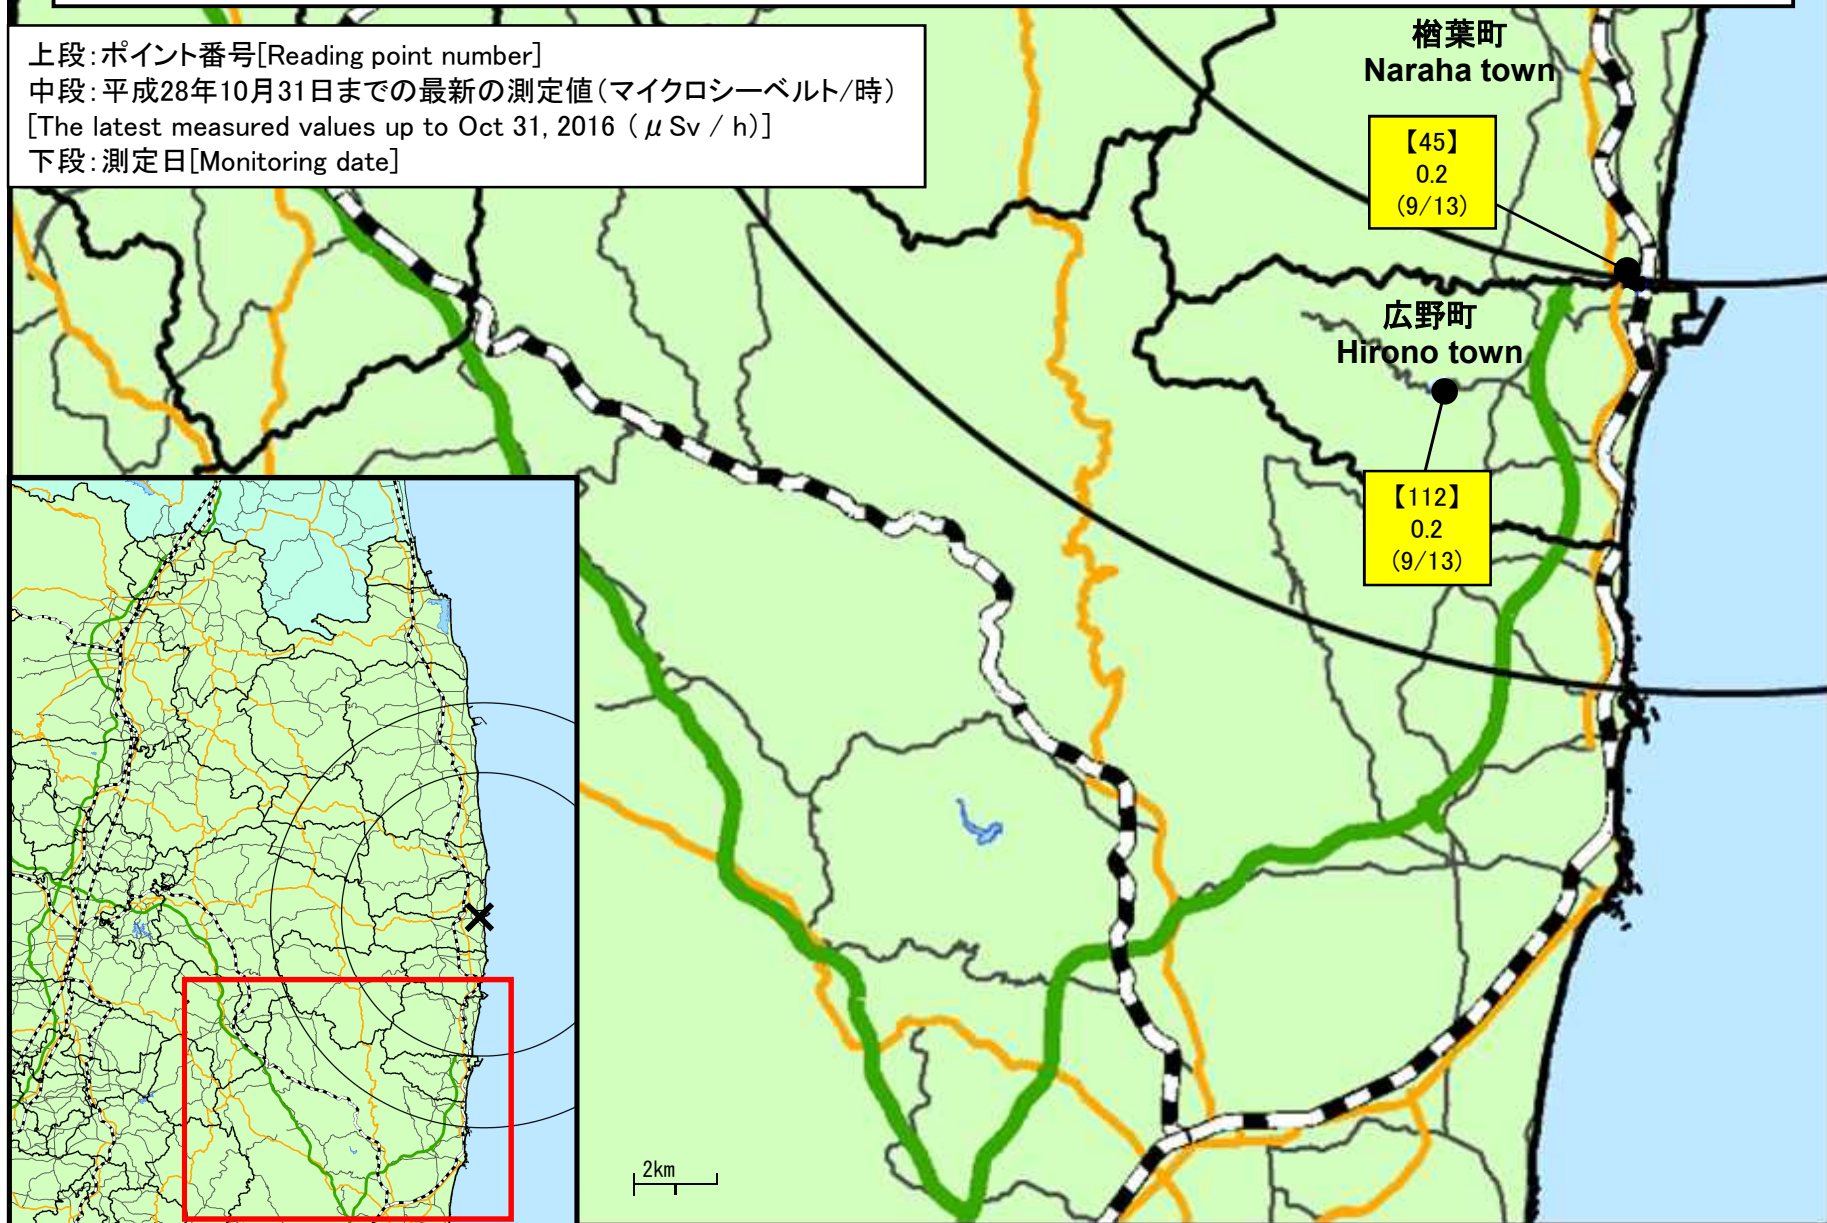 上段:ポイント番号[Reading point number]
中段:平成28年10月31日までの最新の測定値(マイクロシーベルト/時)
[The latest measured values up to Oct 31, 2016 (μSv / h)]
下段:測定日[Monitoring date]
楢葉町
Naraha town
【45】
0.2
(9/13)
広野町
Hirono town
【112】
0.2
(9/13)
2km